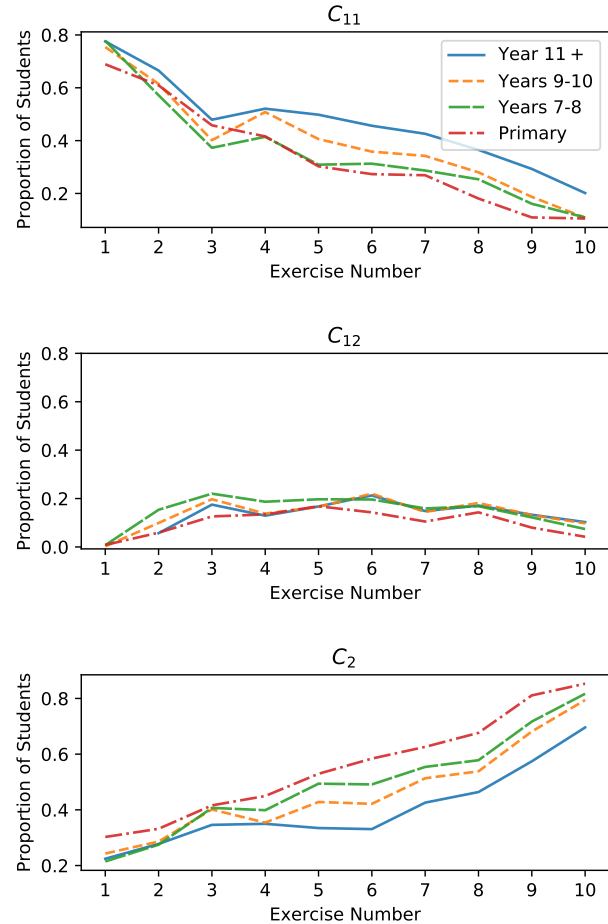 C11
0.8
0.6
0.4
0.2
Proportion of Students
Year 11 +
Years 9-10
Years 7-8
Primary
1 2 3 4 5 6 7 8 9 10
Exercise Number
C12
0.8
0.6
0.4
0.2
0.0
Proportion of Students
1 2 3 4 5 6 7 8 9 10
Exercise Number
C2
0.8
0.6
0.4
0.2
Proportion of Students
1 2 3 4 5 6 7 8 9 10
Exercise Number